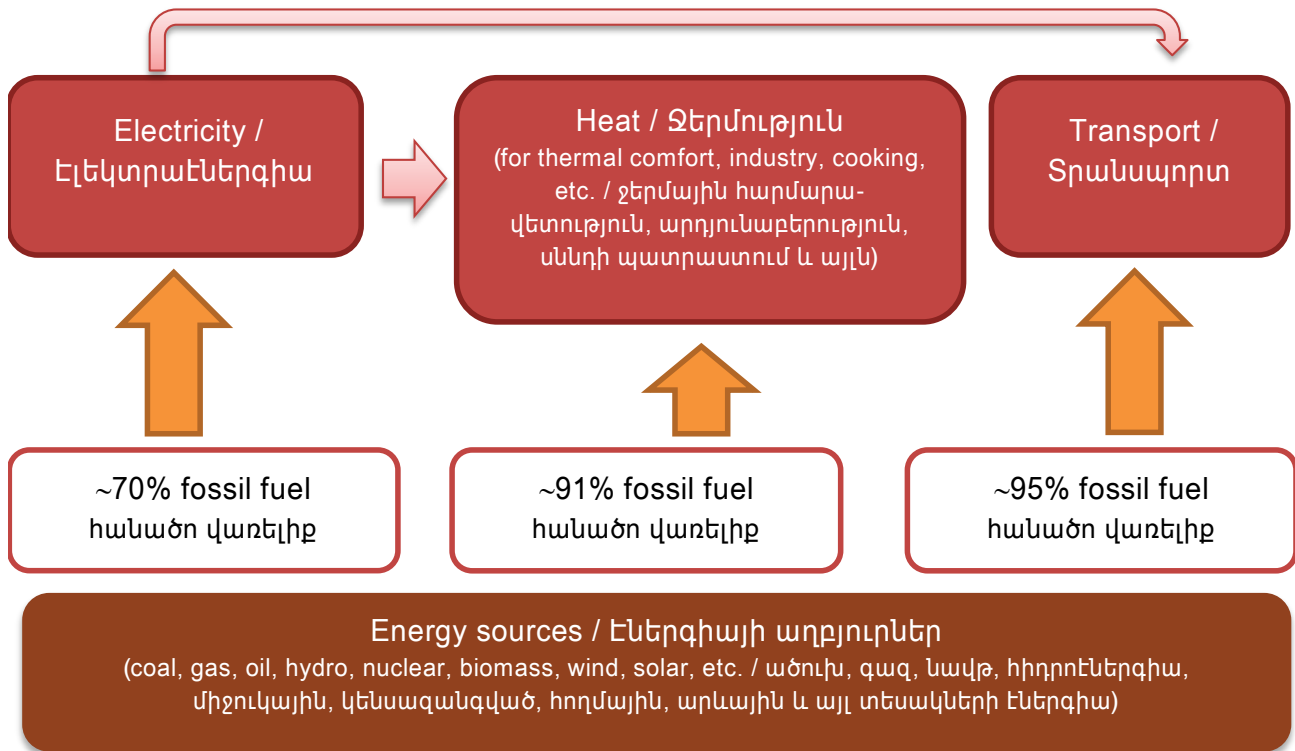 Electricity /
Էլեկտրաէներգիա
Heat / Ջերմություն
(for thermal comfort, industry, cooking,
etc. / ջերմային հարմարա-
վետություն, արդյունաբերություն,
սննդի պատրաստում և այլն)
Transport /
Տրանսպորտ
~70% fossil fuel
հանածո վառելիք
~91% fossil fuel
հանածո վառելիք
~95% fossil fuel
հանածո վառելիք
Energy sources / Էներգիայի աղբյուրներ
(coal, gas, oil, hydro, nuclear, biomass, wind, solar, etc. / ածուխ, գազ, նավթ, հիդրոէներգիա,
միջուկային, կենսազանգված, հողմային, արևային և այլ տեսակների էներգիա)